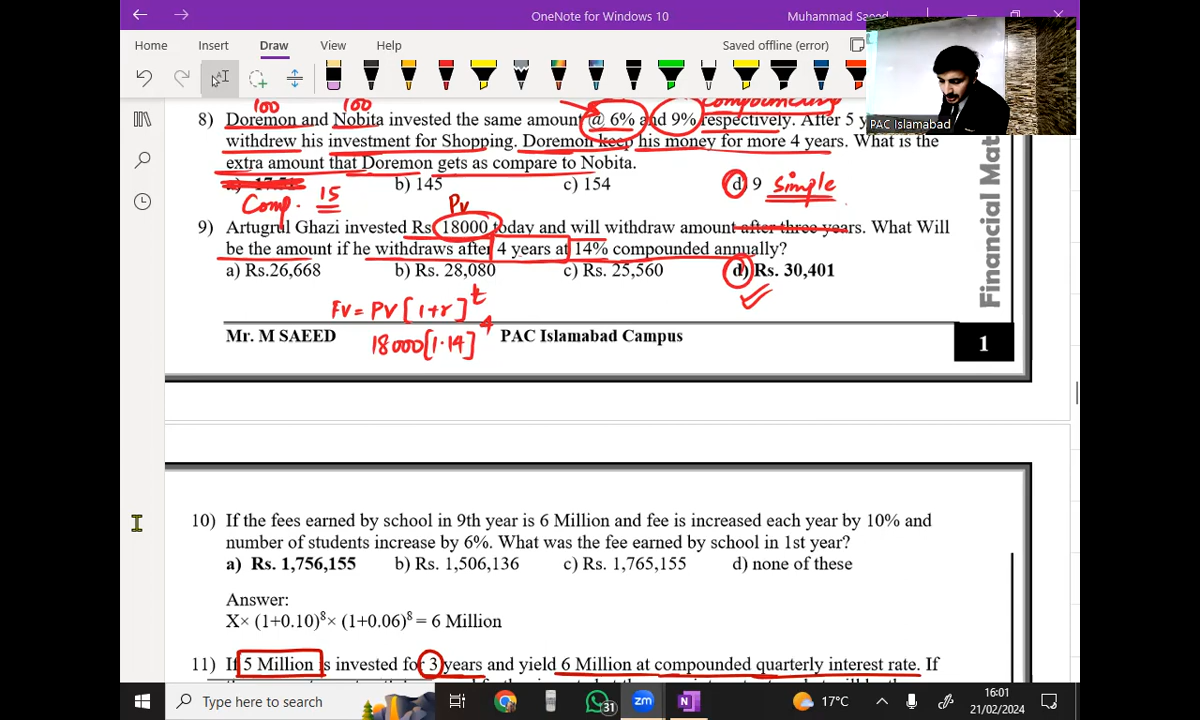 OneNote for Windows 10
Muhammad Saeed
Home Insert Draw View Help
Saved offline (error)
PAC Islamabad
100 100
compounding
8) Doremon and Nobita invested the same amount @ 6% and 9% respectively. After 5 y
withdrew his investment for Shopping. Doremon keep his money for more 4 years. What is the
extra amount that Doremon gets as compare to Nobita.
b) 145 c) 154 d) 9 simple
Comp. 15
Pv
9) Artugrul Ghazi invested Rs 18000 today and will withdraw amount after three years. What Will
be the amount if he withdraws after 4 years at 14% compounded annually?
a) Rs.26,668 b) Rs. 28,080 c) Rs. 25,560 d) Rs. 30,401
Fv = PV [ 1+r ]t
18000[1.14]4
Mr. M SAEED PAC Islamabad Campus
Financial Mat
1
10) If the fees earned by school in 9th year is 6 Million and fee is increased each year by 10% and
number of students increase by 6%. What was the fee earned by school in 1st year?
a) Rs. 1,756,155 b) Rs. 1,506,136 c) Rs. 1,765,155 d) none of these
Answer:
X× (1+0.10)⁸× (1+0.06)⁸ = 6 Million
11) If 5 Million is invested for 3 years and yield 6 Million at compounded quarterly interest rate. If
Type here to search
31
zm
N
17°C
16:01
21/02/2024